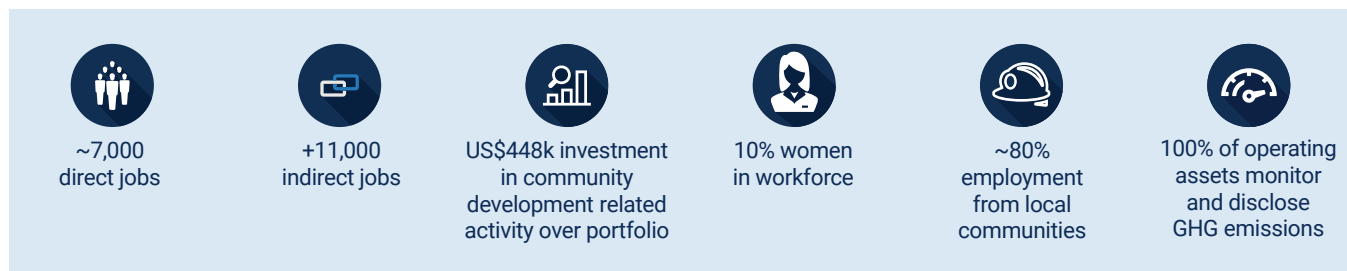 ~7,000
direct jobs
+11,000
indirect jobs
US$448k investment
in community
development related
activity over portfolio
10% women
in workforce
~80%
employment
from local
communities
100% of operating
assets monitor
and disclose
GHG emissions